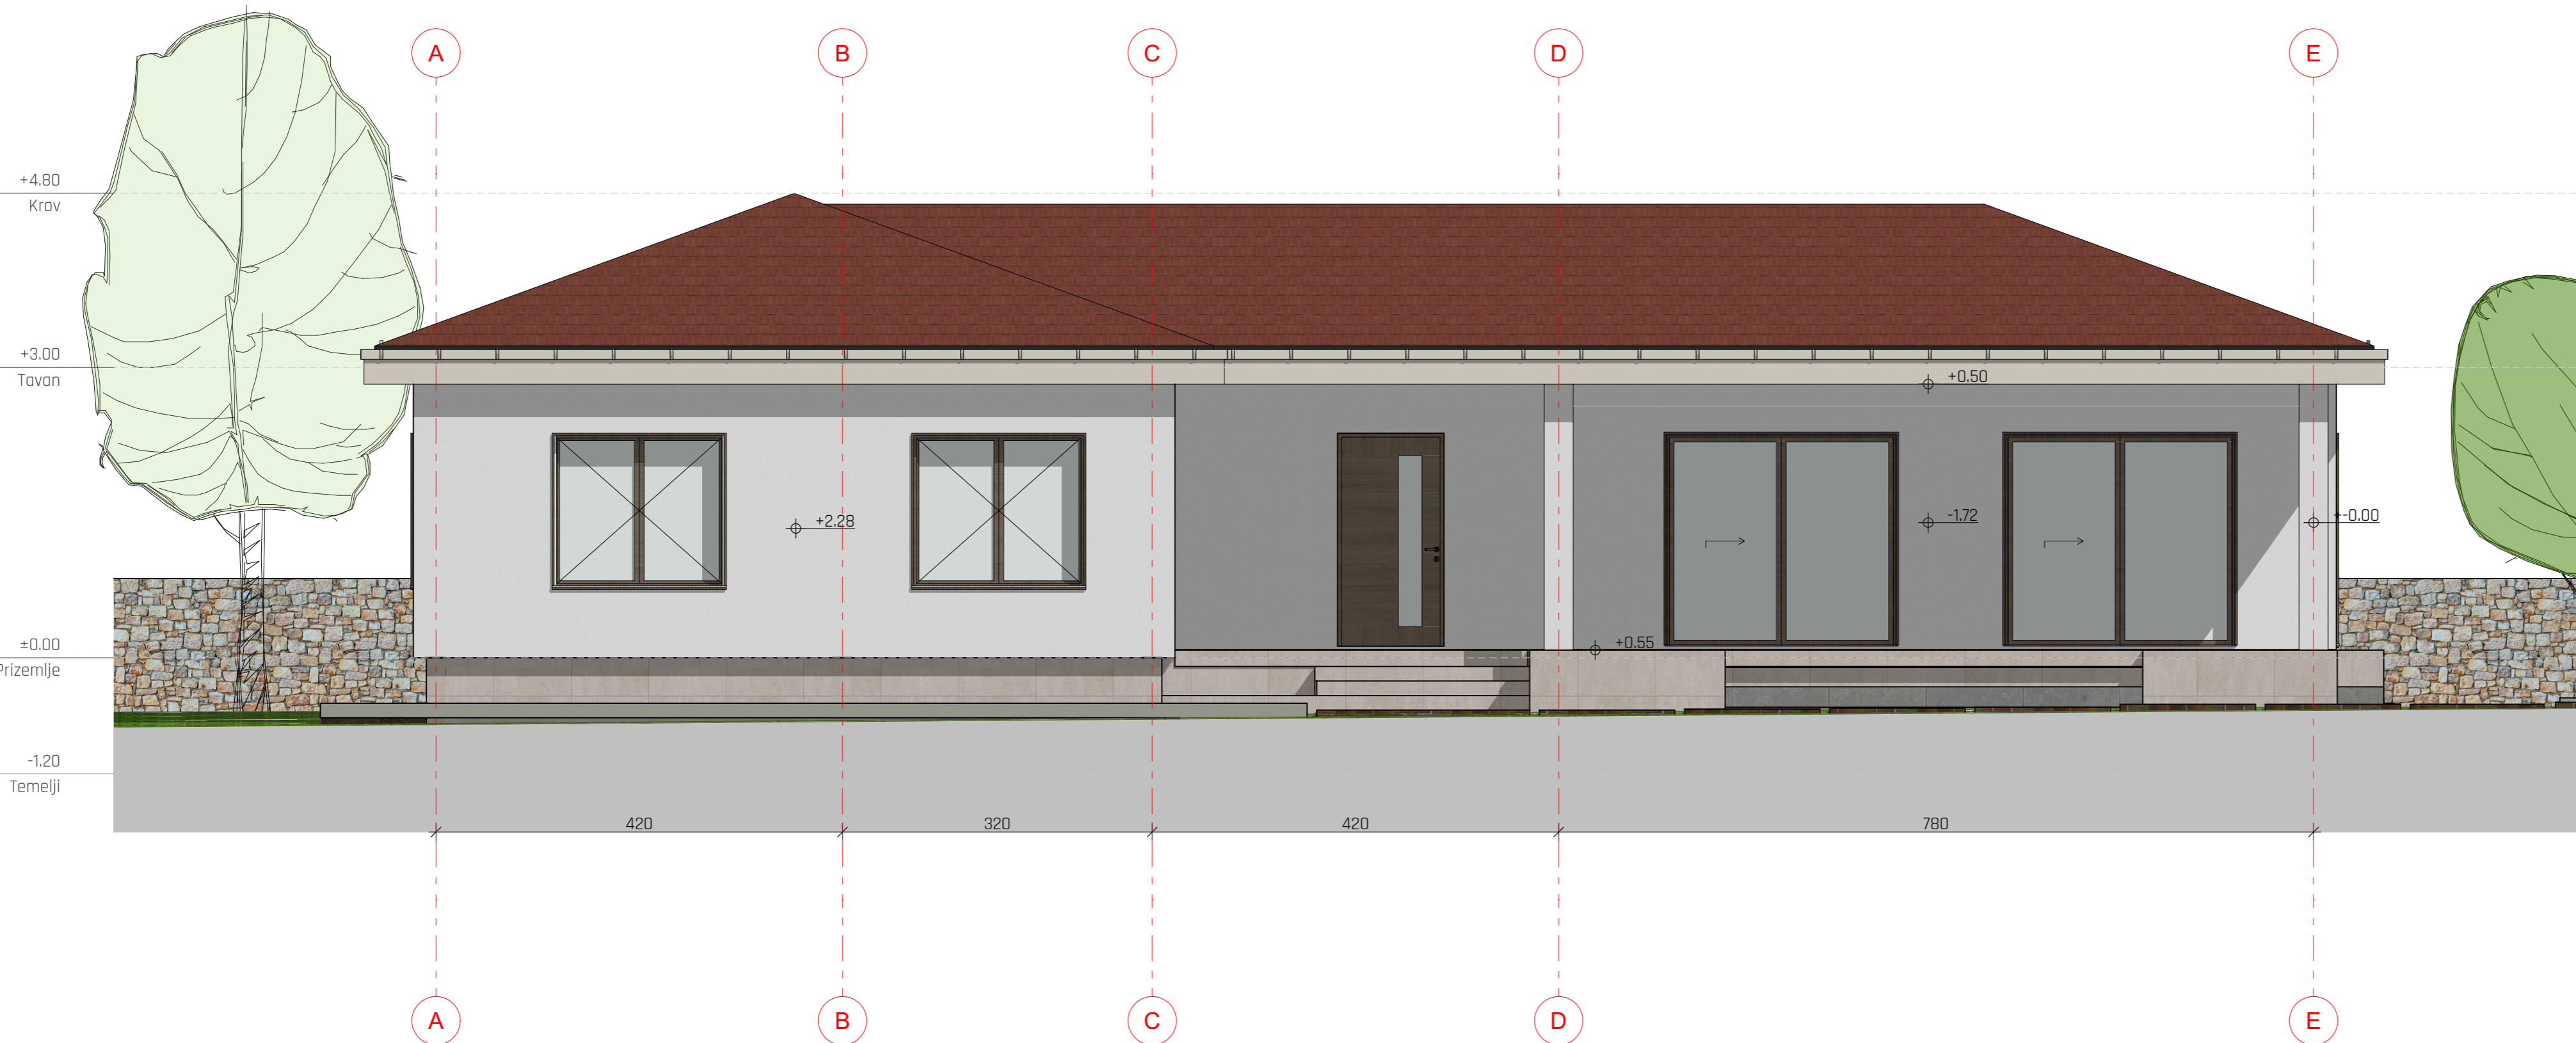 A B C D E
+4.80
Krov
+3.00
Tavan
+0.50
+2.28
-1.72
+-0.00
±0.00
+0.55
Prizemlje
-1.20
Temelji
420 320 420 780
A B C D E